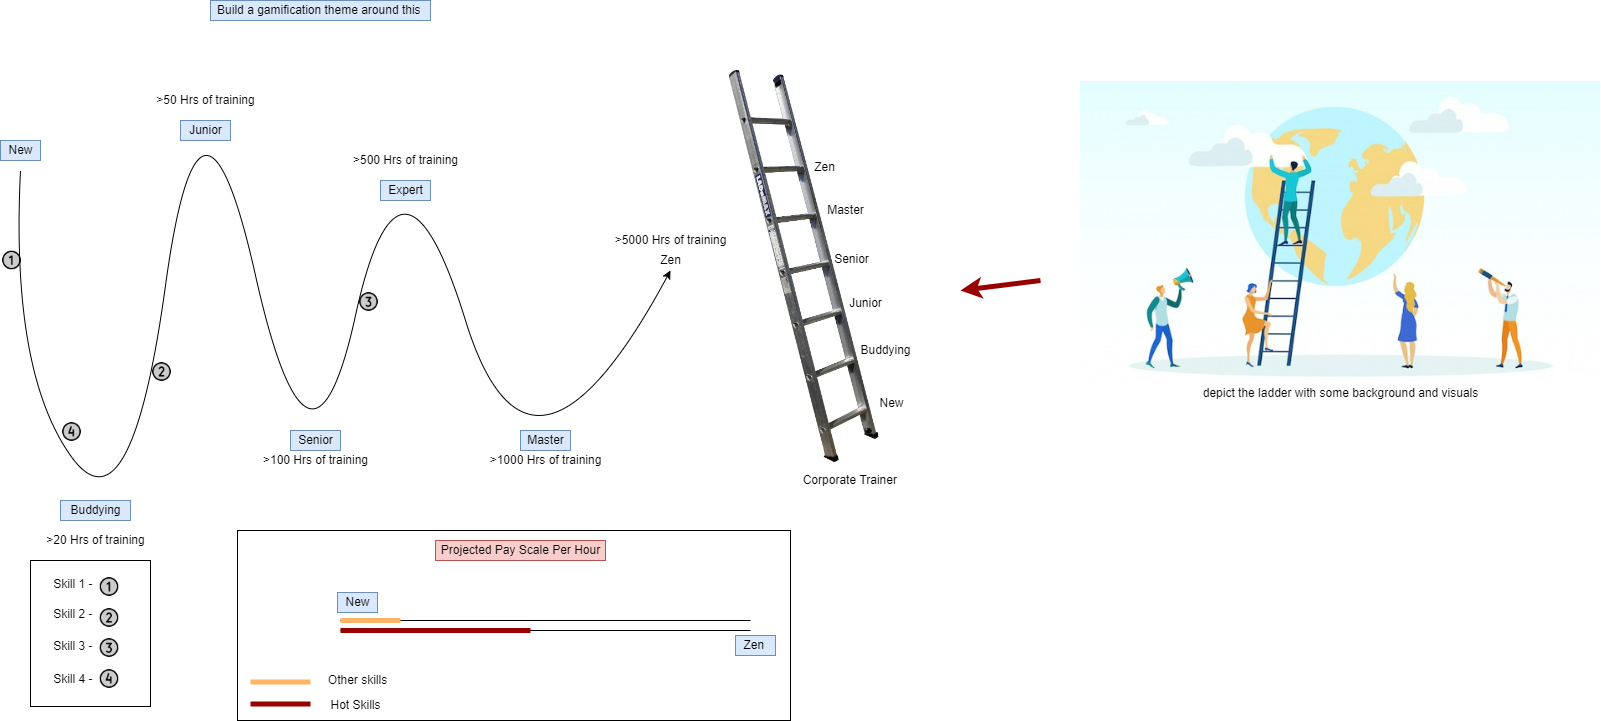 Build a gamification theme around this
>50 Hrs of training
Junior
New
>500 Hrs of training
Expert
>5000 Hrs of training
Zen
1
2
3
4
Senior
>100 Hrs of training
Master
>1000 Hrs of training
Buddying
>20 Hrs of training
Skill 1 - 1
Skill 2 - 2
Skill 3 - 3
Skill 4 - 4
Zen
Master
Senior
Junior
Buddying
New
Corporate Trainer
depict the ladder with some background and visuals
Projected Pay Scale Per Hour
New
Zen
Other skills
Hot Skills